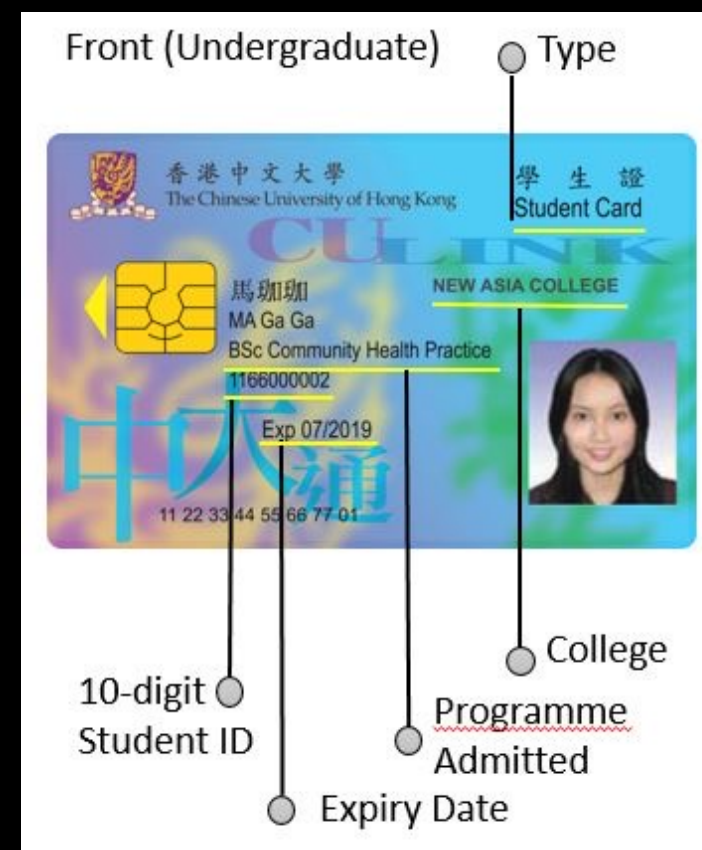 Front (Undergraduate)
Type
香港中文大學
The Chinese University of Hong Kong
學生證
Student Card
CU LINK
馬珈珈
NEW ASIA COLLEGE
MA Ga Ga
BSc Community Health Practice
1166000002
Exp 07/2019
中大通
11 22 33 44 55 66 77 01
College
10-digit
Student ID
Programme
Admitted
Expiry Date